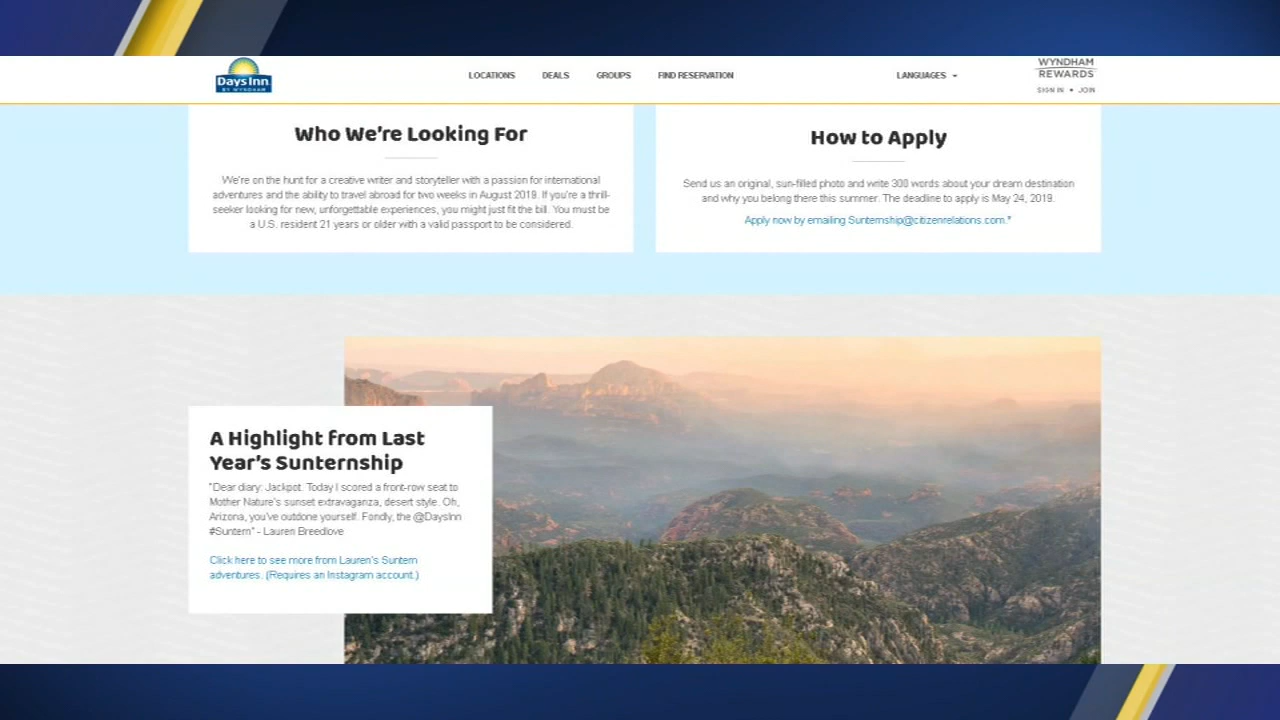 Days Inn
BY WYNDHAM
LOCATIONS
DEALS
GROUPS
FIND RESERVATION
LANGUAGES
WYNDHAM
REWARDS
SIGN IN • JOIN
Who We're Looking For
We're on the hunt for a creative writer and storyteller with a passion for international
adventures and the ability to travel abroad for two weeks in August 2019. If you're a thrill-
seeker looking for new, unforgettable experiences, you might just fit the bill. You must be
a U.S. resident 21 years or older with a valid passport to be considered.
How to Apply
Send us an original, sun-filled photo and write 300 words about your dream destination
and why you belong there this summer. The deadline to apply is May 24, 2019.
Apply now by emailing Sunternship@citizenrelations.com.*
A Highlight from Last
Year's Sunternship
"Dear diary: Jackpot. Today I scored a front-row seat to
Mother Nature's sunset extravaganza, desert style. Oh,
Arizona, you've outdone yourself. Fondly, the @DaysInn
#Suntern" - Lauren Breedlove
Click here to see more from Lauren's Suntern
adventures. (Requires an Instagram account.)